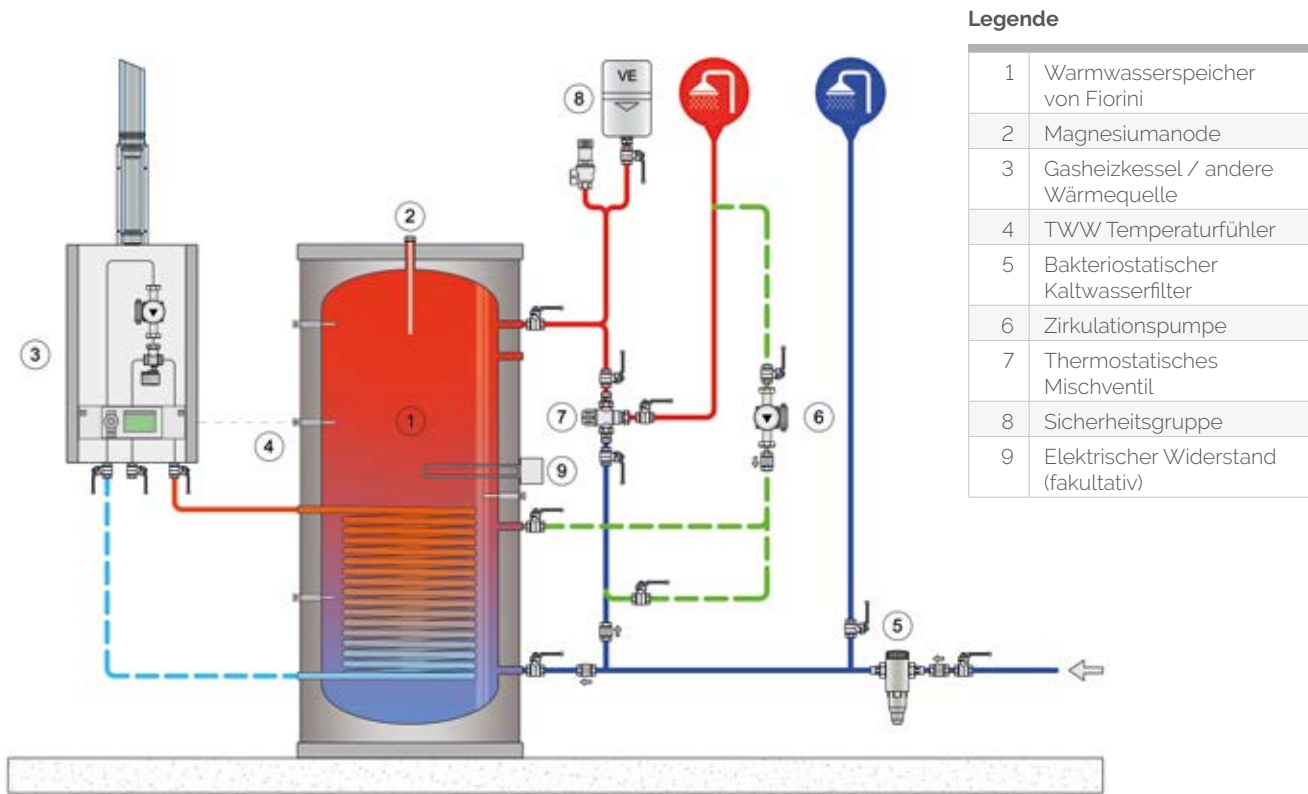 Legende
1 Warmwasserspeicher
von Fiorini
2 Magnesiumanode
3 Gasheizkessel / andere
Wärmequelle
4 TWW Temperaturfühler
5 Bakteriostatischer
Kaltwasserfilter
6 Zirkulationspumpe
7 Thermostatisches
Mischventil
8 Sicherheitsgruppe
9 Elektrischer Widerstand
(fakultativ)
VE
8
2
3
1
7
6
4
9
5